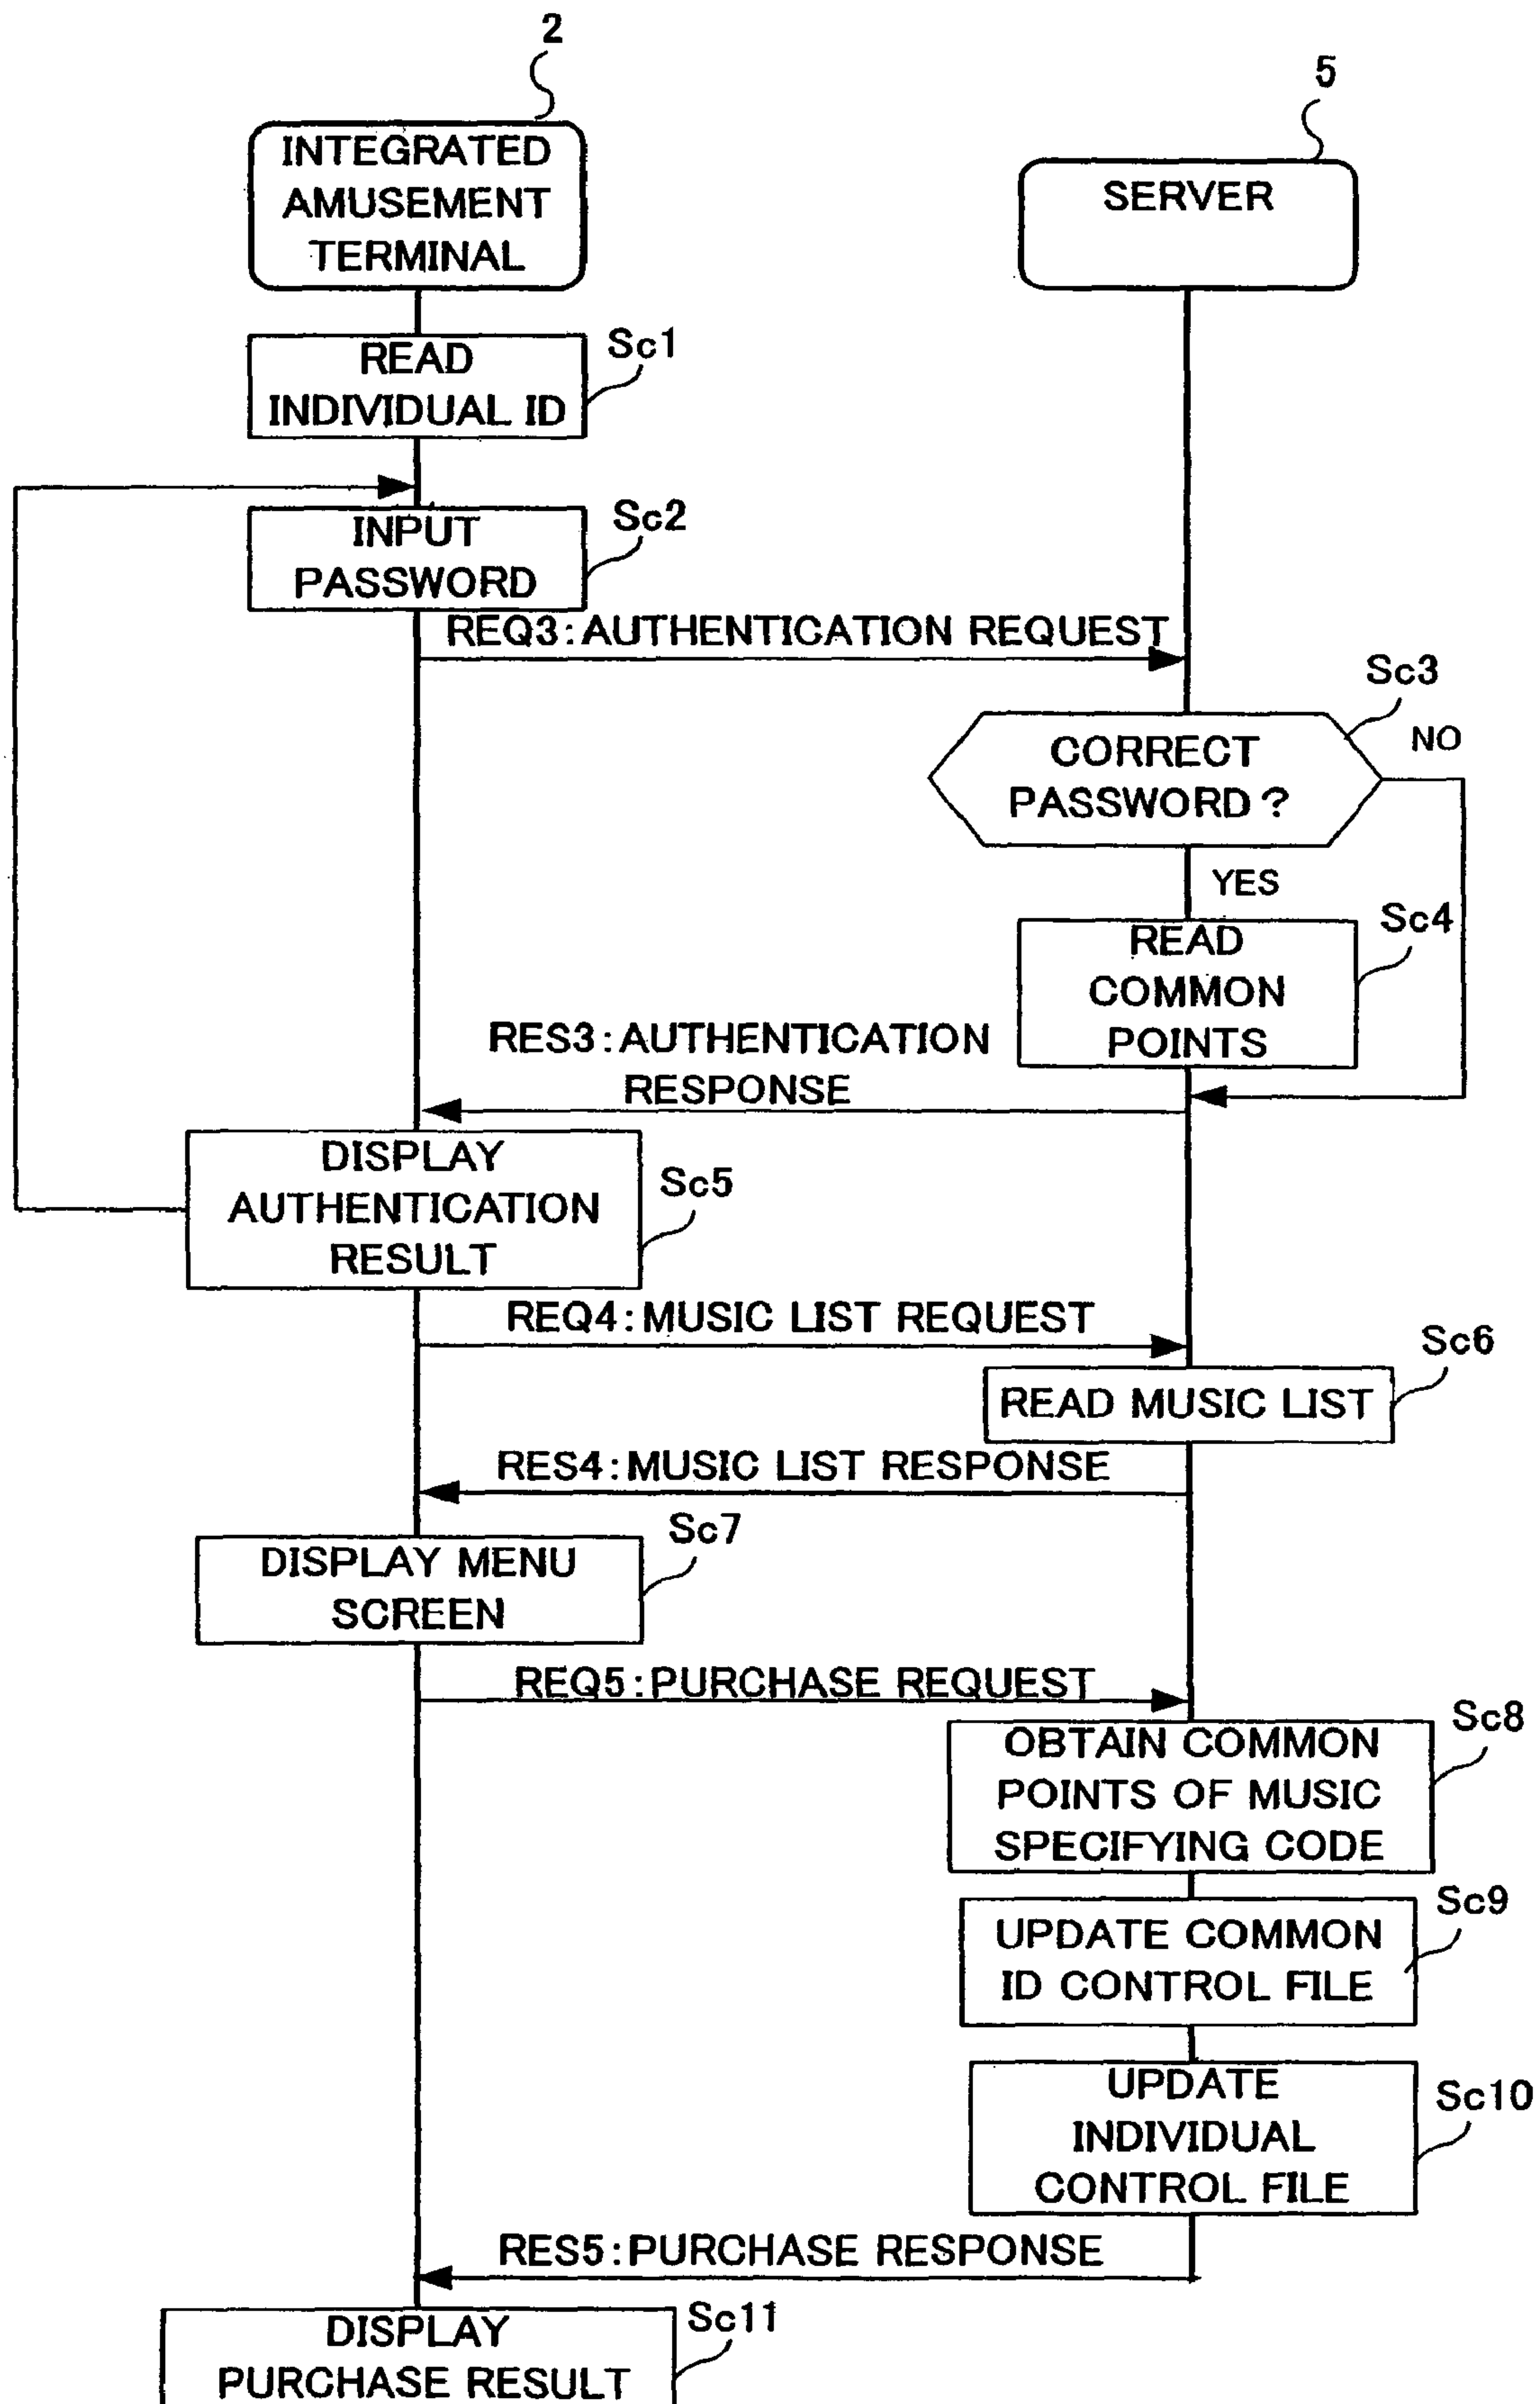 2
5
INTEGRATED
AMUSEMENT
TERMINAL
SERVER
READ
INDIVIDUAL ID
Sc1
INPUT
PASSWORD
Sc2
REQ3:AUTHENTICATION REQUEST
Sc3
CORRECT
PASSWORD?
NO
YES
READ
COMMON
POINTS
Sc4
RES3:AUTHENTICATION
RESPONSE
DISPLAY
AUTHENTICATION
RESULT
Sc5
REQ4:MUSIC LIST REQUEST
Sc6
READ MUSIC LIST
RES4:MUSIC LIST RESPONSE
Sc7
DISPLAY MENU
SCREEN
REQ5:PURCHASE REQUEST
Sc8
OBTAIN COMMON
POINTS OF MUSIC
SPECIFYING CODE
Sc9
UPDATE COMMON
ID CONTROL FILE
UPDATE
INDIVIDUAL
CONTROL FILE
Sc10
RES5:PURCHASE RESPONSE
Sc11
DISPLAY
PURCHASE RESULT